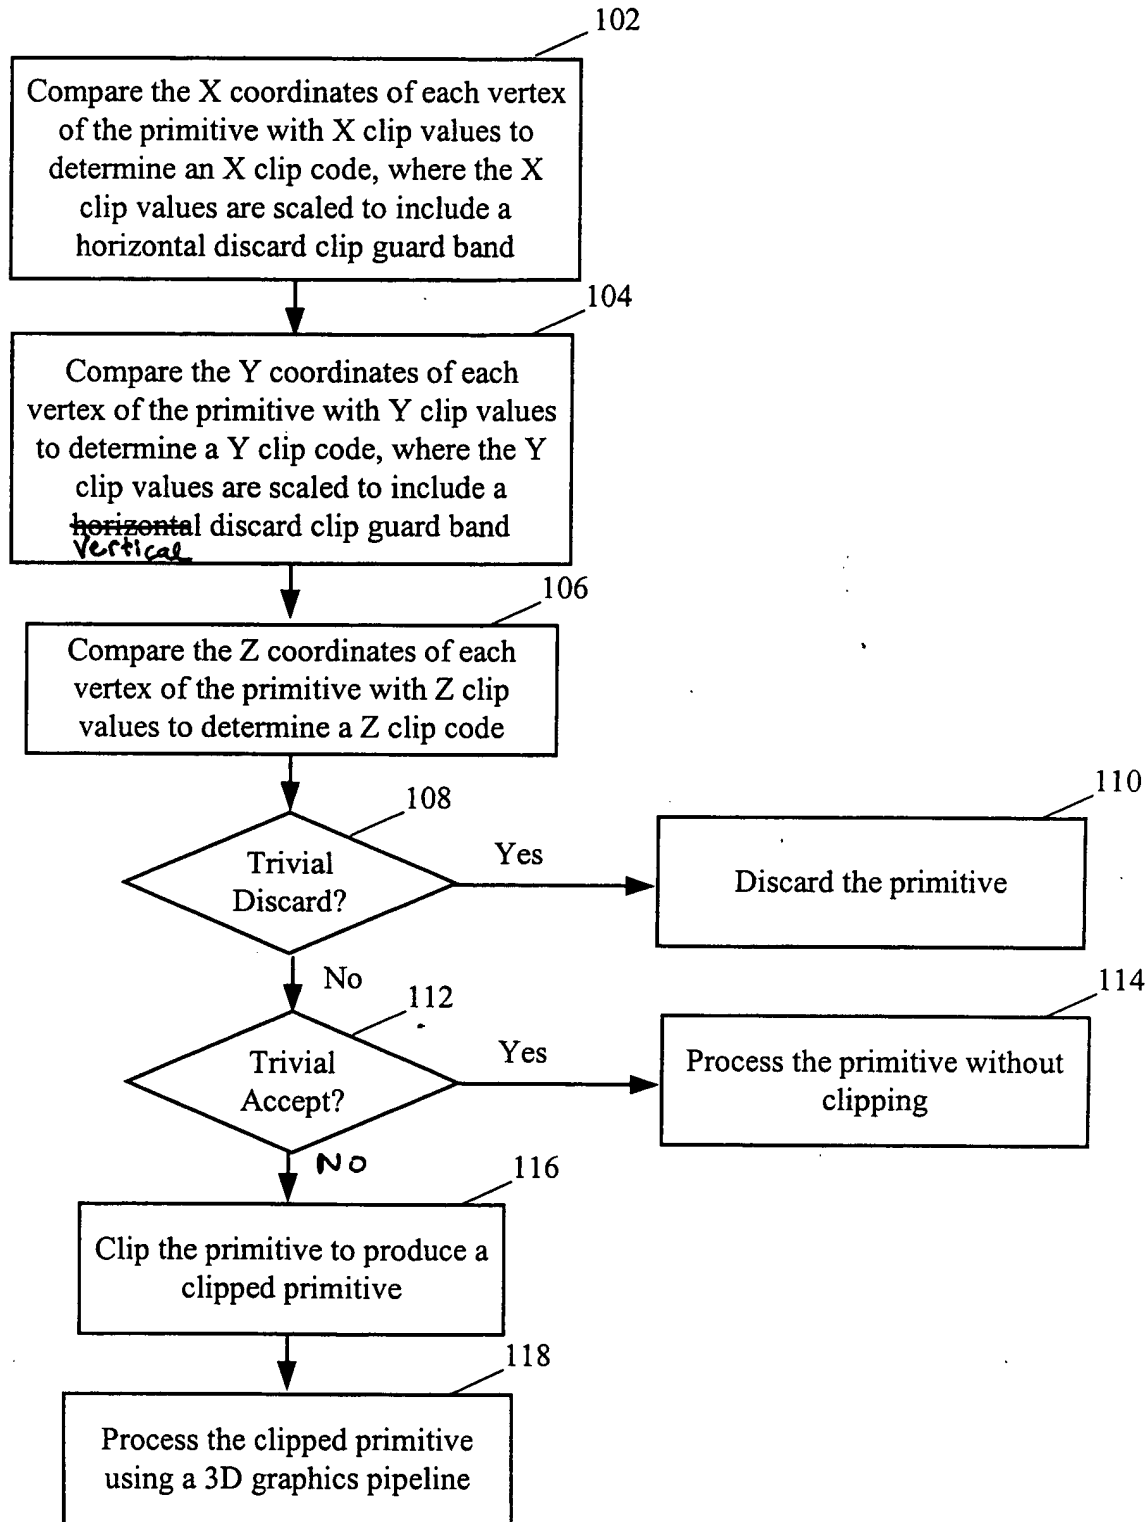 102
Compare the X coordinates of each vertex
of the primitive with X clip values to
determine an X clip code, where the X
clip values are scaled to include a
horizontal discard clip guard band
104
Compare the Y coordinates of each
vertex of the primitive with Y clip values
to determine a Y clip code, where the Y
clip values are scaled to include a
horizontal discard clip guard band
Vertical
106
Compare the Z coordinates of each
vertex of the primitive with Z clip
values to determine a Z clip code
108
Trivial
Discard?
Yes
110
Discard the primitive
No
112
Trivial
Accept?
Yes
114
Process the primitive without
clipping
NO
116
Clip the primitive to produce a
clipped primitive
118
Process the clipped primitive
using a 3D graphics pipeline